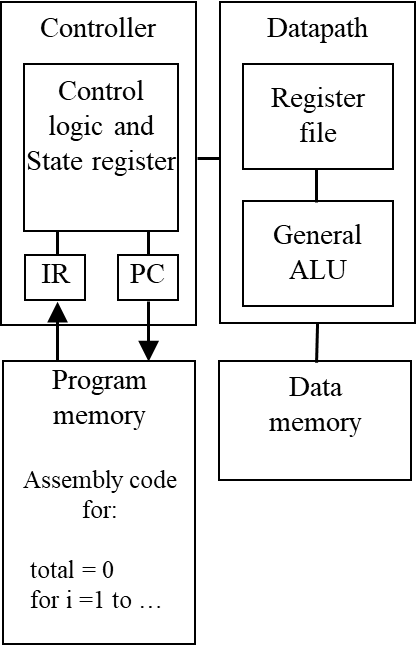 Controller
Control
logic and
State register
IR
PC
Datapath
Register
file
General
ALU
Program
memory
Assembly code
for:
total = 0
for i =1 to …
Data
memory